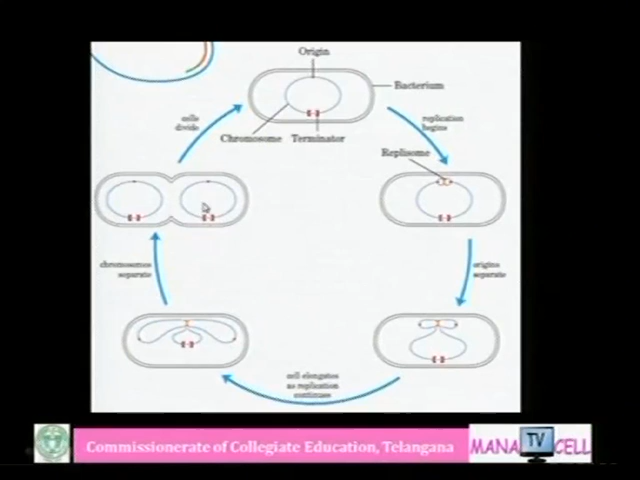 Origin
Bacterium
cells
divide
replication
begins
Chromosome
Terminator
Replisome
chromosomes
separate
origins
separate
cell elongates
as replication
continues
Commissionerate of Collegiate Education, Telangana
MANA TV CELL